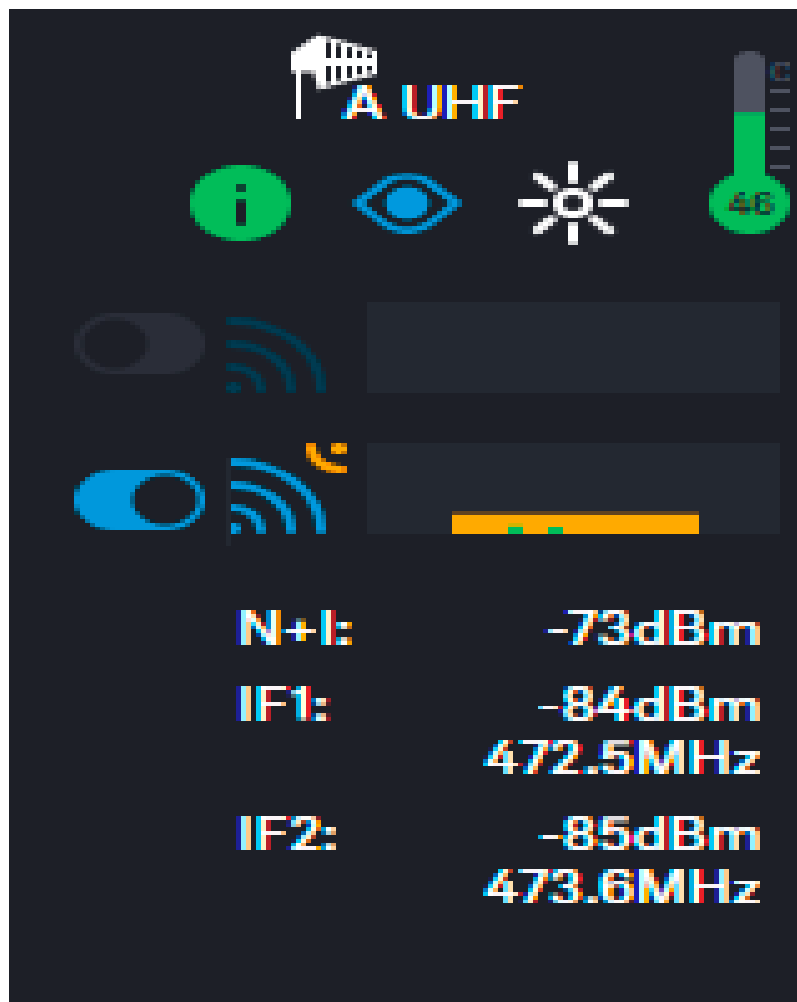 A UHF
C
i
46
N+I: -73dBm
IF1: -84dBm
472.5MHz
IF2: -85dBm
473.6MHz